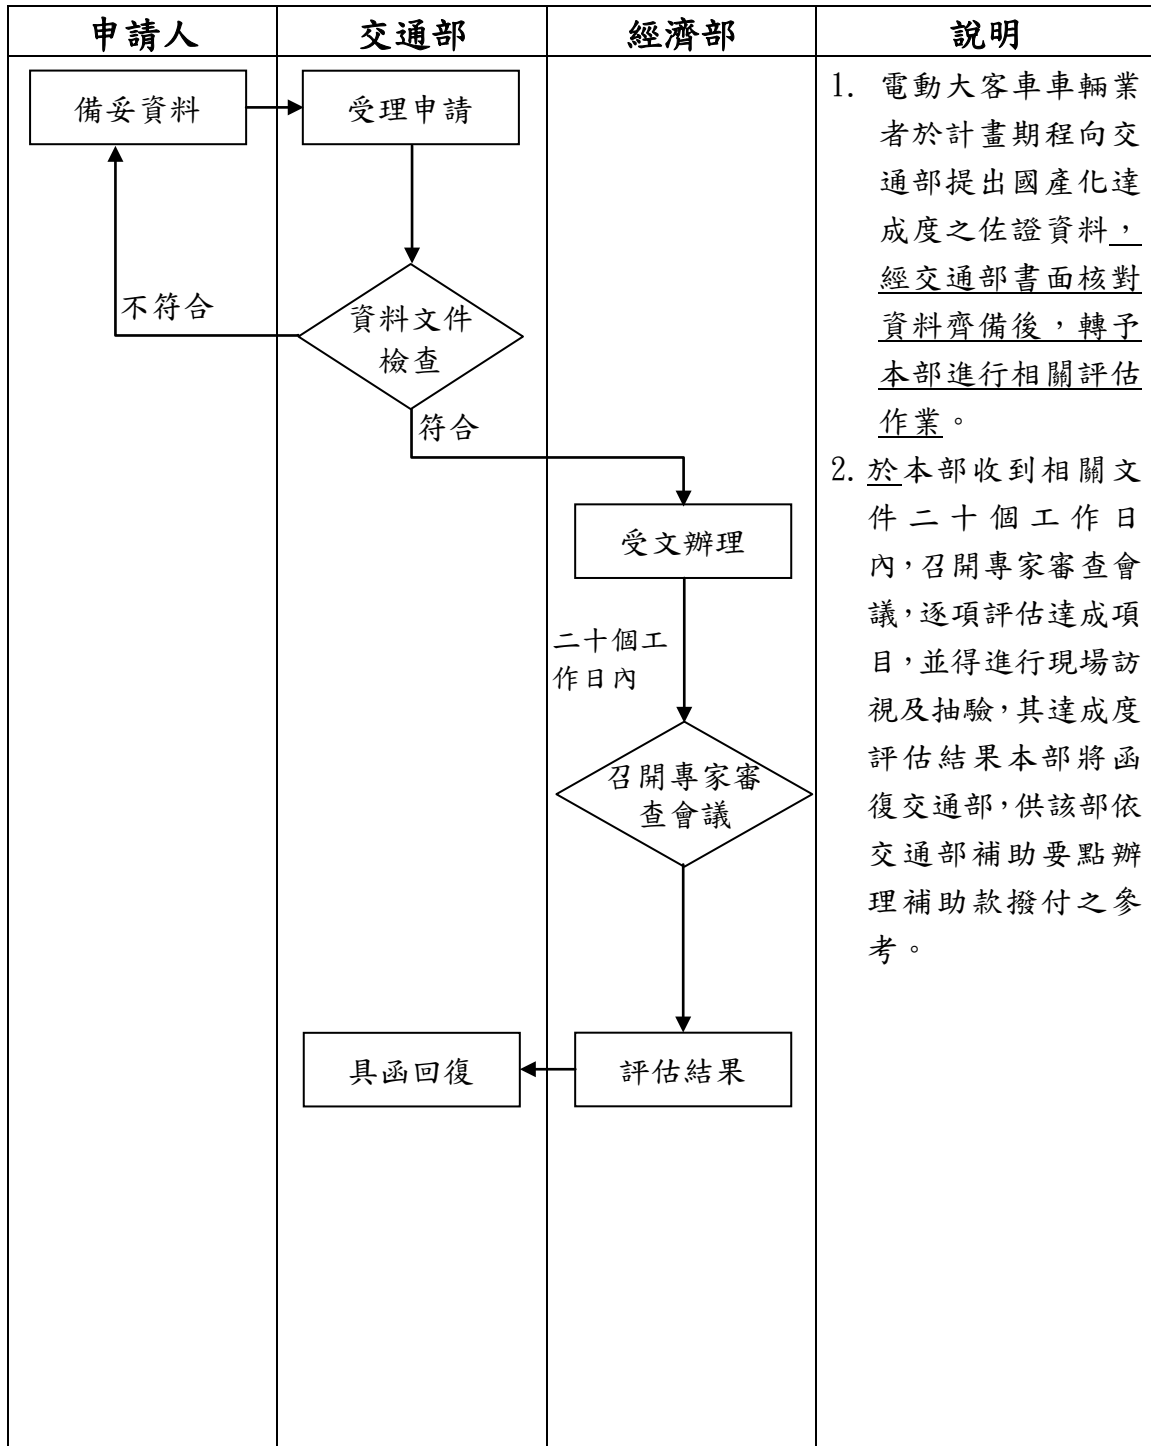 申請人 交通部 經濟部 說明
備妥資料
受理申請
資料文件
檢查
不符合
符合
受文辦理
二十個工
作日內
召開專家審
查會議
評估結果
具函回復
1. 電動大客車車輛業
者於計畫期程向交
通部提出國產化達
成度之佐證資料，
經交通部書面核對
資料齊備後，轉予
本部進行相關評估
作業。
2. 於本部收到相關文
件二十個工作日
內，召開專家審查會
議，逐項評估達成項
目，並得進行現場訪
視及抽驗，其達成度
評估結果本部將函
復交通部，供該部依
交通部補助要點辦
理補助款撥付之參
考。